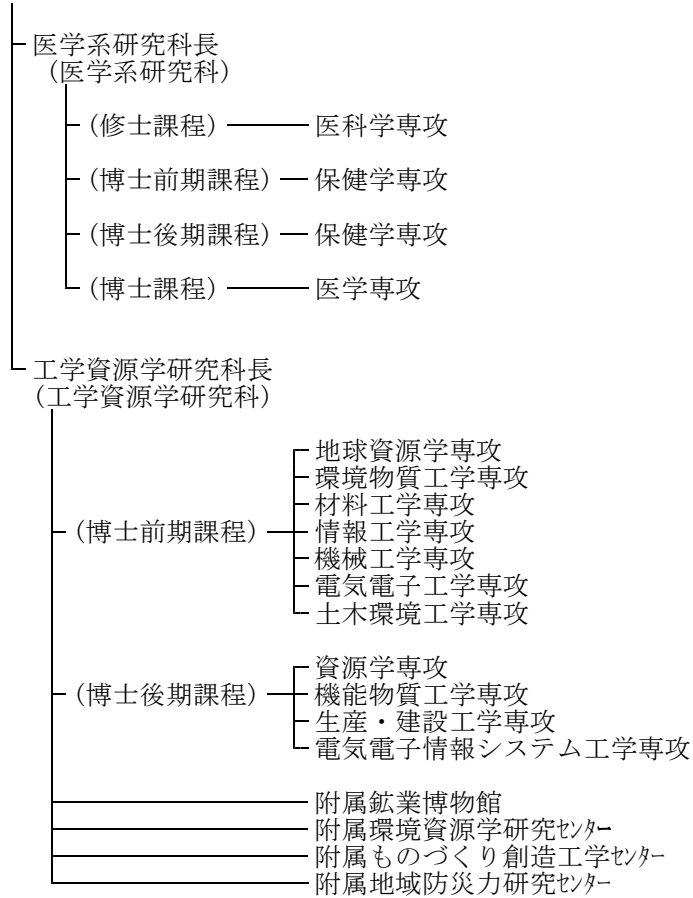 医学系研究科長
(医学系研究科)
(修士課程) 医科学専攻
(博士前期課程) 保健学専攻
(博士後期課程) 保健学専攻
(博士課程) 医学専攻
工学資源学研究科長
(工学資源学研究科)
地球資源学専攻
環境物質工学専攻
材料工学専攻
(博士前期課程) 情報工学専攻
機械工学専攻
電気電子工学専攻
土木環境工学専攻
資源学専攻
(博士後期課程) 機能物質工学専攻
生産・建設工学専攻
電気電子情報システム工学専攻
附属鉱業博物館
附属環境資源学研究ｾﾝﾀｰ
附属ものづくり創造工学ｾﾝﾀｰ
附属地域防災力研究ｾﾝﾀｰ